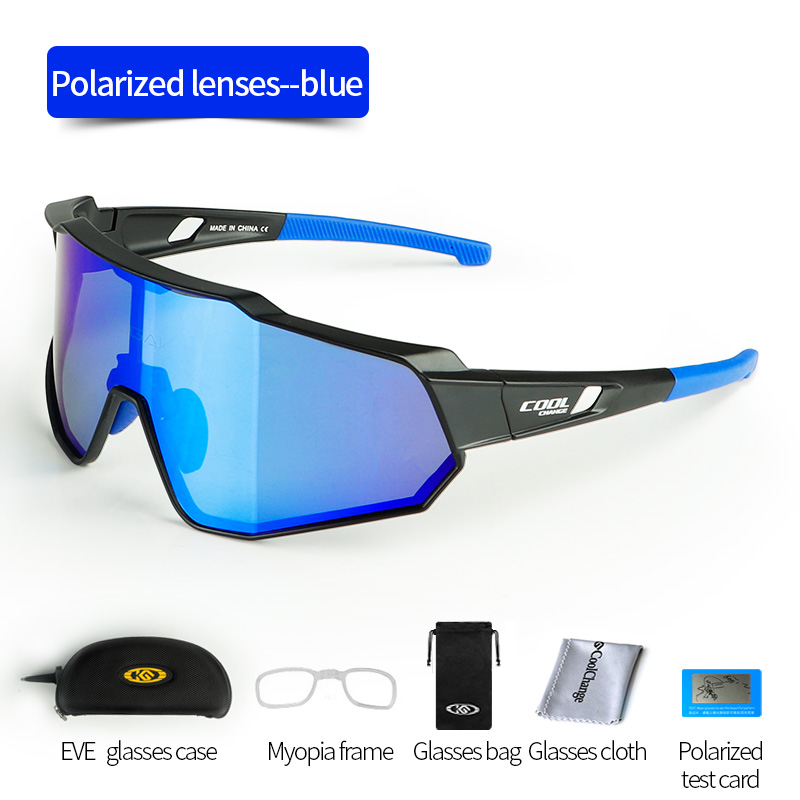 Polarized lenses--blue
MADE IN CHINA CE
COOL
CHANGE
CoolChange
EVE glasses case
Myopia frame
Glasses bag
Glasses cloth
Polarized
test card